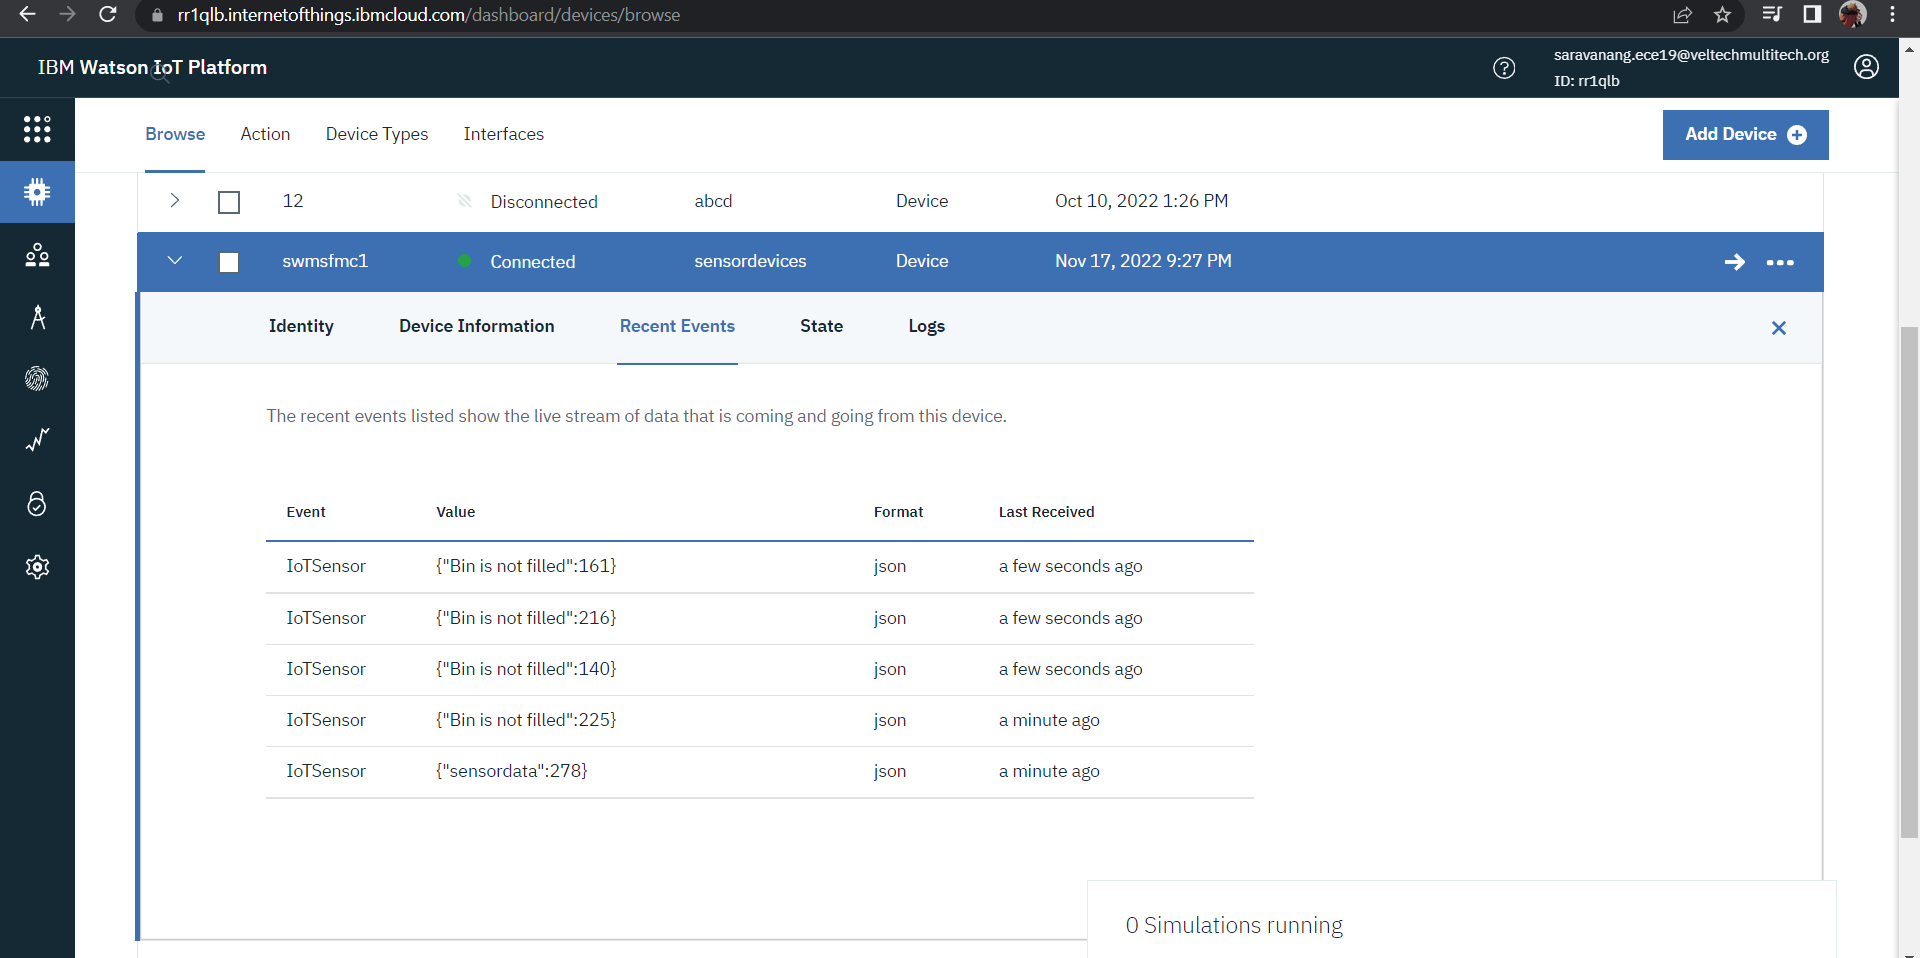 rr1qlb.internetofthings.ibmcloud.com/dashboard/devices/browse
IBM Watson IoT Platform
saravanang.ece19@veltechmultitech.org
ID: rr1qlb
Browse Action Device Types Interfaces
Add Device
12 Disconnected abcd Device Oct 10, 2022 1:26 PM
swmsfmc1 Connected sensordevices Device Nov 17, 2022 9:27 PM
Identity Device Information Recent Events State Logs
The recent events listed show the live stream of data that is coming and going from this device.
Event Value Format Last Received
IoTSensor {"Bin is not filled":161} json a few seconds ago
IoTSensor {"Bin is not filled":216} json a few seconds ago
IoTSensor {"Bin is not filled":140} json a few seconds ago
IoTSensor {"Bin is not filled":225} json a minute ago
IoTSensor {"sensordata":278} json a minute ago
0 Simulations running